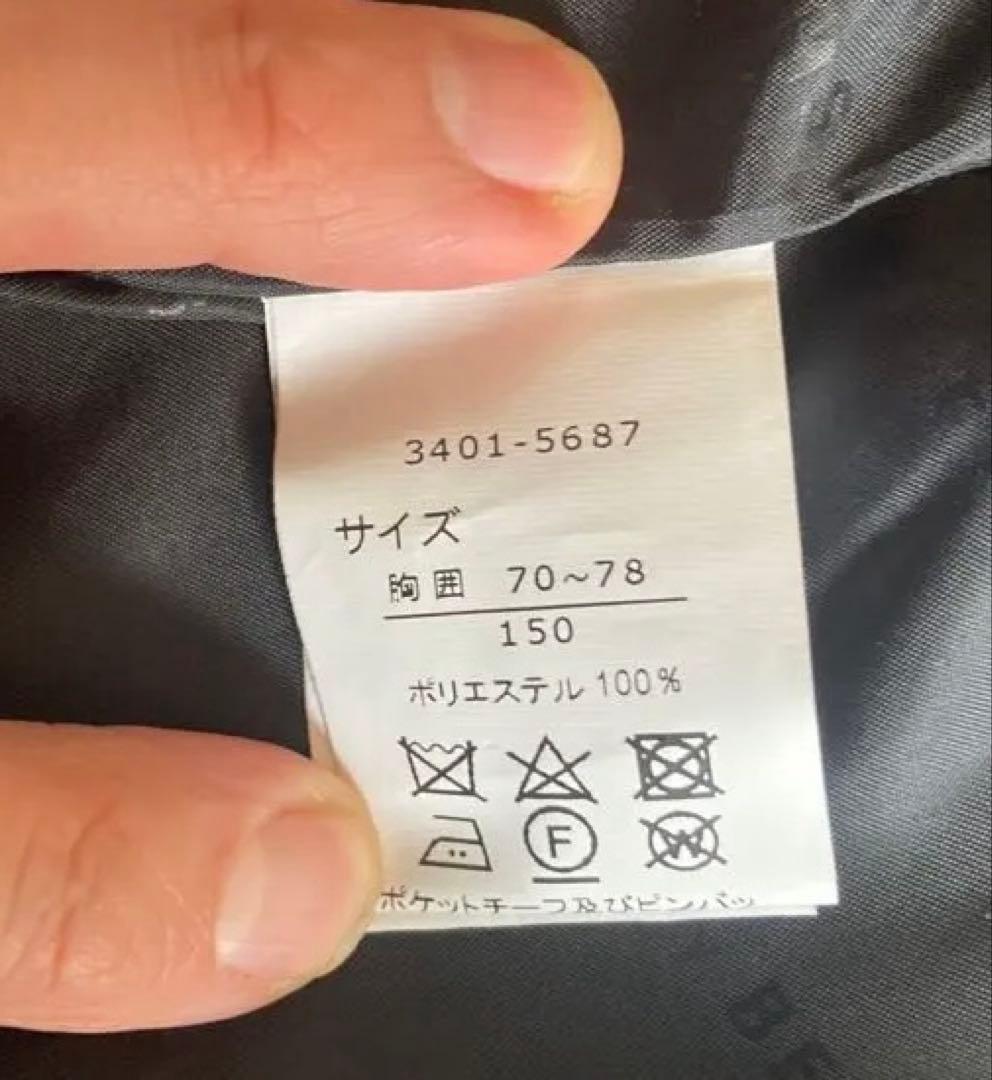 3401-5687
サイズ
胸囲 70~78
150
ポリエステル 100%
F
W
ポケットチーフ及びピンバッ